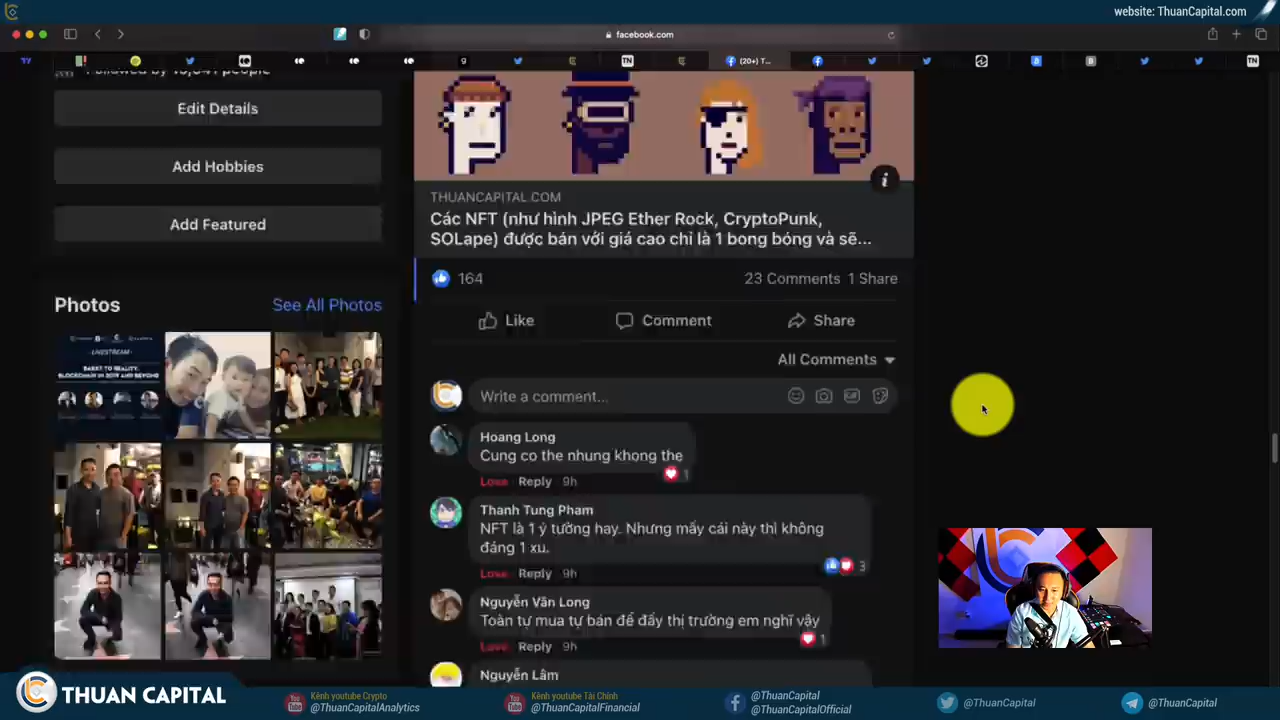 website: ThuanCapital.com
facebook.com
(20+) T...
Edit Details
Add Hobbies
Add Featured
Photos
See All Photos
LIVESTREAM
THUANCAPITAL.COM
Các NFT (như hình JPEG Ether Rock, CryptoPunk,
SOLape) được bán với giá cao chỉ là 1 bong bóng và sẽ...
164
23 Comments 1 Share
Like
Comment
Share
All Comments
Write a comment...
Hoang Long
Cung co the nhung khong the
1
Love Reply 9h
Thanh Tung Pham
NFT là 1 ý tưởng hay. Nhưng mấy cái này thì không
đáng 1 xu.
3
Love Reply 9h
Nguyễn Văn Long
Toàn tự mua tự bán để đẩy thị trường em nghĩ vậy
1
Love Reply 9h
Nguyễn Lâm
THUAN CAPITAL
Kênh youtube Crypto
@ThuanCapitalAnalytics
Kênh youtube Tài Chính
@ThuanCapitalFinancial
@ThuanCapital
@ThuanCapitalOfficial
@ThuanCapital
@ThuanCapital